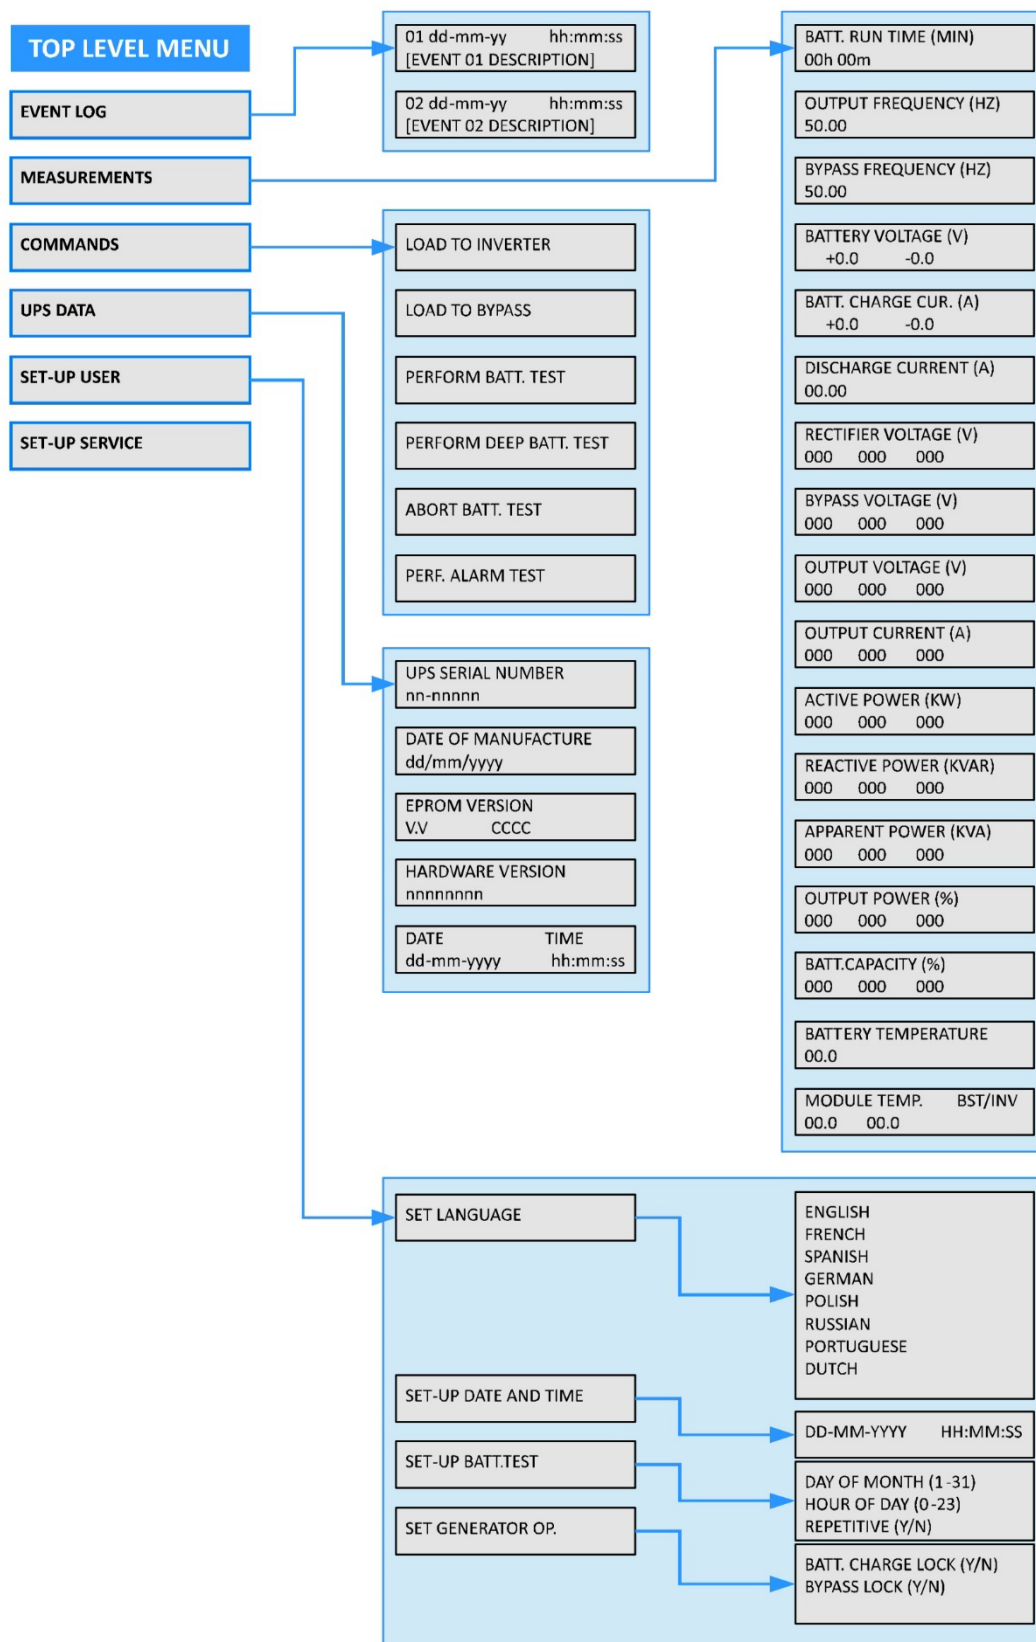 TOP LEVEL MENU
EVENT LOG
MEASUREMENTS
COMMANDS
UPS DATA
SET-UP USER
SET-UP SERVICE
01 dd-mm-yy hh:mm:ss
[EVENT 01 DESCRIPTION]
02 dd-mm-yy hh:mm:ss
[EVENT 02 DESCRIPTION]
LOAD TO INVERTER
LOAD TO BYPASS
PERFORM BATT. TEST
PERFORM DEEP BATT. TEST
ABORT BATT. TEST
PERF. ALARM TEST
UPS SERIAL NUMBER
nn-nnnnn
DATE OF MANUFACTURE
dd/mm/yyyy
EPROM VERSION
V.V CCCC
HARDWARE VERSION
nnnnnnnn
DATE TIME
dd-mm-yyyy hh:mm:ss
BATT. RUN TIME (MIN)
00h 00m
OUTPUT FREQUENCY (HZ)
50.00
BYPASS FREQUENCY (HZ)
50.00
BATTERY VOLTAGE (V)
+0.0 -0.0
BATT. CHARGE CUR. (A)
+0.0 -0.0
DISCHARGE CURRENT (A)
00.00
RECTIFIER VOLTAGE (V)
000 000 000
BYPASS VOLTAGE (V)
000 000 000
OUTPUT VOLTAGE (V)
000 000 000
OUTPUT CURRENT (A)
000 000 000
ACTIVE POWER (KW)
000 000 000
REACTIVE POWER (KVAR)
000 000 000
APPARENT POWER (KVA)
000 000 000
OUTPUT POWER (%)
000 000 000
BATT.CAPACITY (%)
000 000 000
BATTERY TEMPERATURE
00.0
MODULE TEMP. BST/INV
00.0 00.0
SET LANGUAGE
ENGLISH
FRENCH
SPANISH
GERMAN
POLISH
RUSSIAN
PORTUGUESE
DUTCH
SET-UP DATE AND TIME
DD-MM-YYYY HH:MM:SS
SET-UP BATT.TEST
DAY OF MONTH (1-31)
HOUR OF DAY (0-23)
REPETITIVE (Y/N)
SET GENERATOR OP.
BATT. CHARGE LOCK (Y/N)
BYPASS LOCK (Y/N)